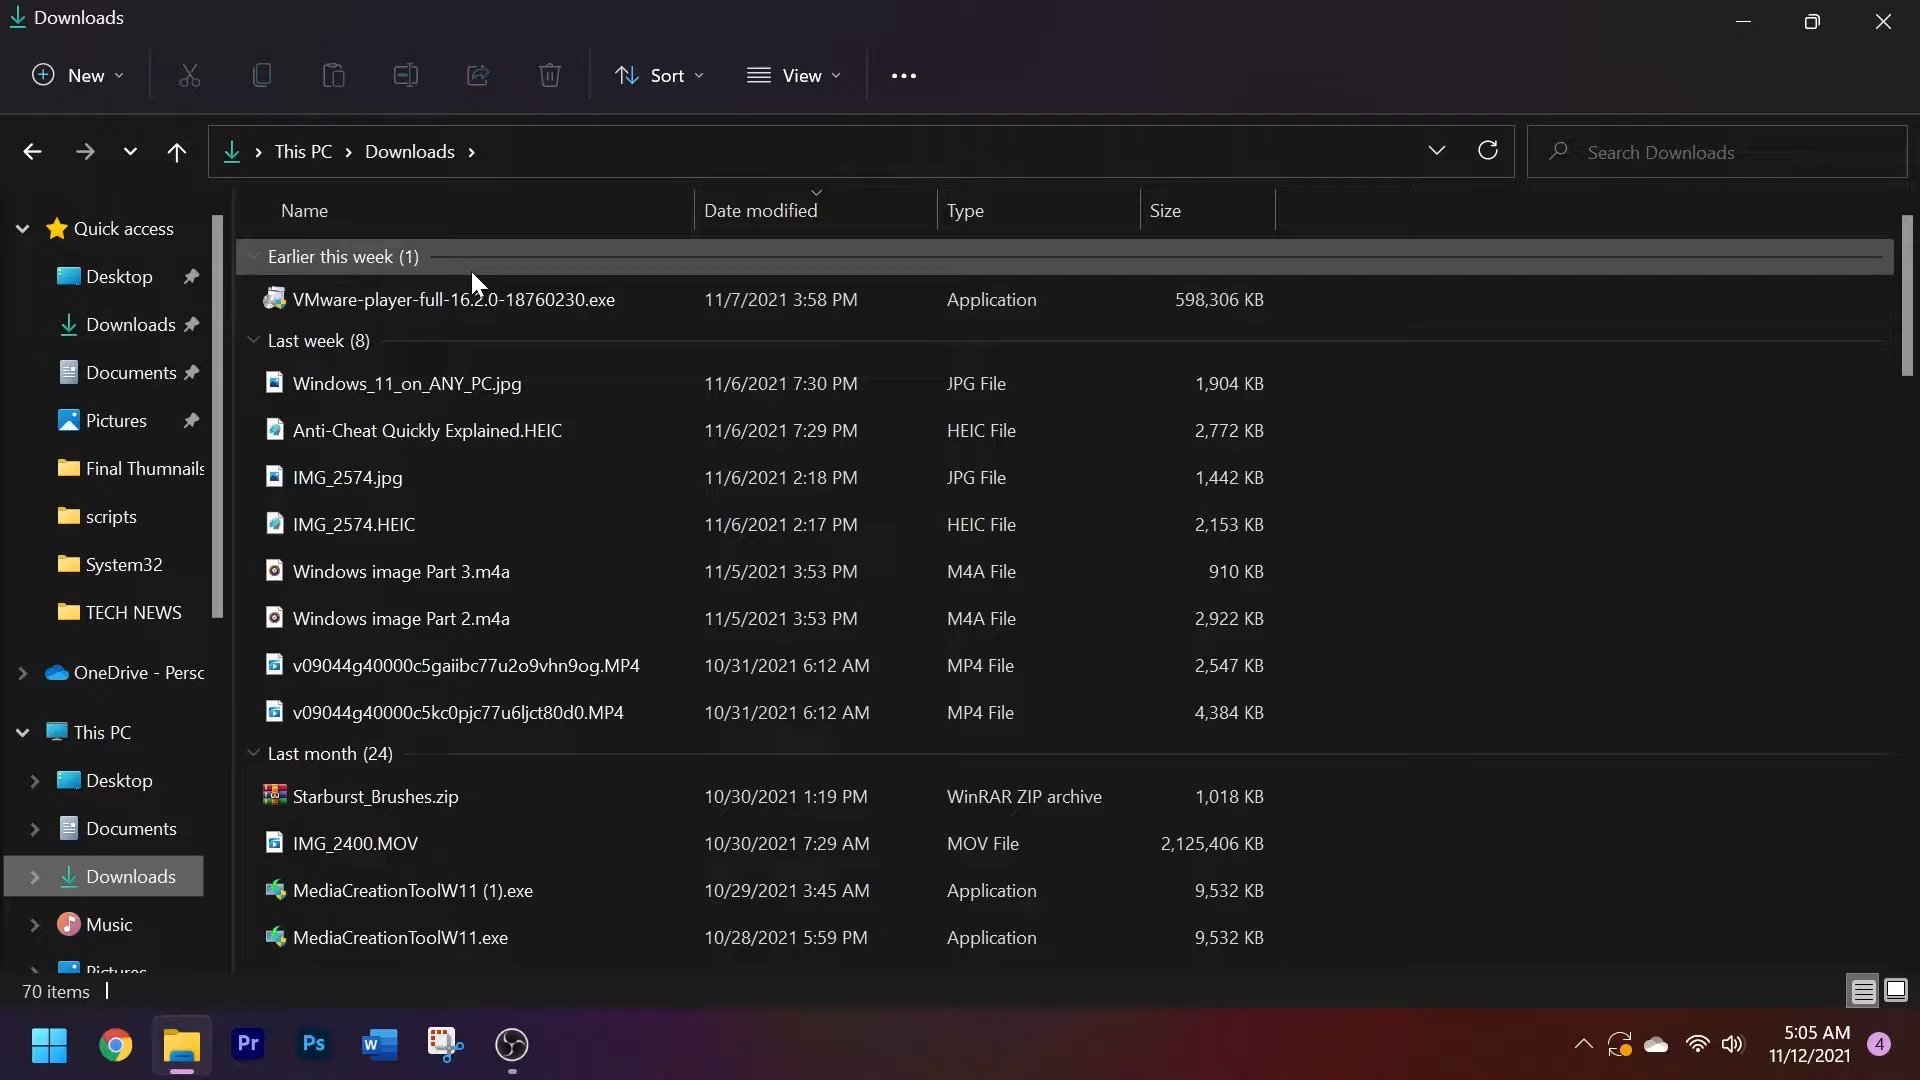 Downloads
New
Sort
View
This PC
Downloads
Search Downloads
Name Date modified Type Size
Quick access
Desktop
Downloads
Documents
Pictures
Final Thumnails
scripts
System32
TECH NEWS
OneDrive - Persc
This PC
Desktop
Documents
Downloads
Music
Pictures
Earlier this week (1)
VMware-player-full-16.2.0-18760230.exe 11/7/2021 3:58 PM Application 598,306 KB
Last week (8)
Windows_11_on_ANY_PC.jpg 11/6/2021 7:30 PM JPG File 1,904 KB
Anti-Cheat Quickly Explained.HEIC 11/6/2021 7:29 PM HEIC File 2,772 KB
IMG_2574.jpg 11/6/2021 2:18 PM JPG File 1,442 KB
IMG_2574.HEIC 11/6/2021 2:17 PM HEIC File 2,153 KB
Windows image Part 3.m4a 11/5/2021 3:53 PM M4A File 910 KB
Windows image Part 2.m4a 11/5/2021 3:53 PM M4A File 2,922 KB
v09044g40000c5gaiibc77u2o9vhn9og.MP4 10/31/2021 6:12 AM MP4 File 2,547 KB
v09044g40000c5kc0pjc77u6ljct80d0.MP4 10/31/2021 6:12 AM MP4 File 4,384 KB
Last month (24)
Starburst_Brushes.zip 10/30/2021 1:19 PM WinRAR ZIP archive 1,018 KB
IMG_2400.MOV 10/30/2021 7:29 AM MOV File 2,125,406 KB
MediaCreationToolW11 (1).exe 10/29/2021 3:45 AM Application 9,532 KB
MediaCreationToolW11.exe 10/28/2021 5:59 PM Application 9,532 KB
70 items
Pr
Ps
W
5:05 AM
11/12/2021
4